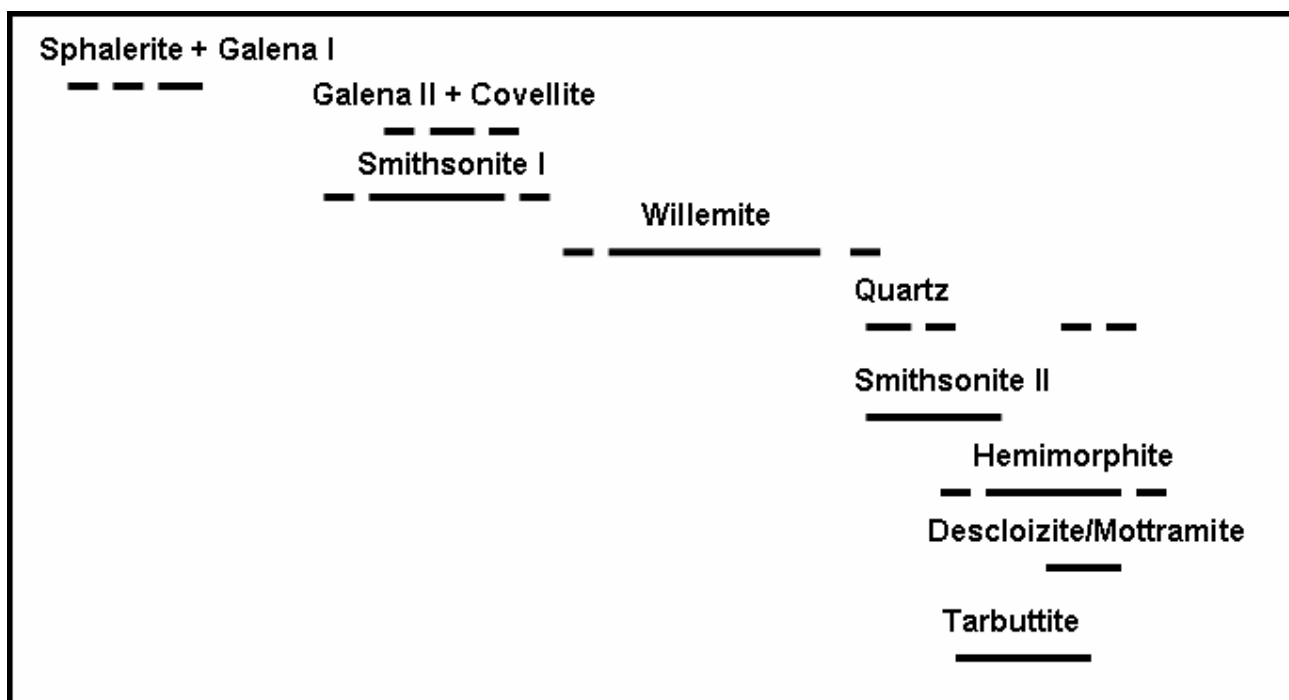 Sphalerite + Galena I
Galena II + Covellite
Smithsonite I
Willemite
Quartz
Smithsonite II
Hemimorphite
Descloizite/Mottramite
Tarbuttite